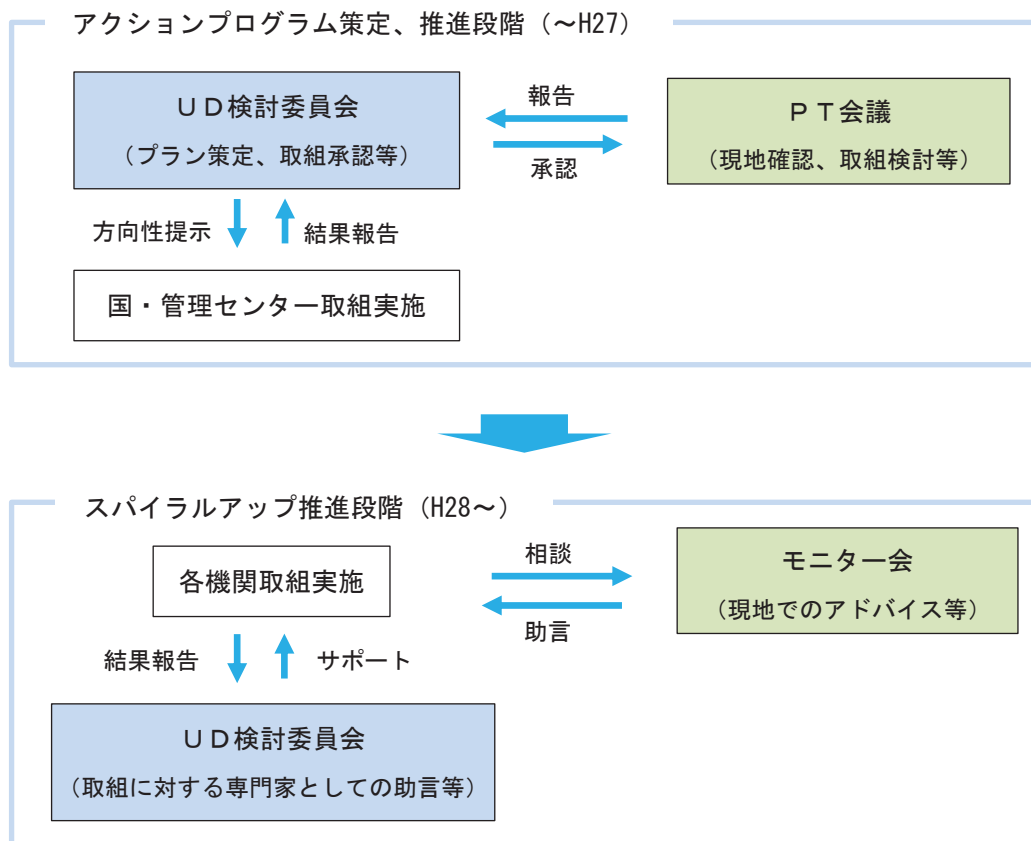 アクションプログラム策定、推進段階(~H27)
UD検討委員会
(プラン策定、取組承認等)
報告
承認
PT会議
(現地確認、取組検討等)
方向性提示
結果報告
国・管理センター取組実施
スパイラルアップ推進段階(H28~)
各機関取組実施
相談
助言
モニター会
(現地でのアドバイス等)
結果報告
サポート
UD検討委員会
(取組に対する専門家としての助言等)